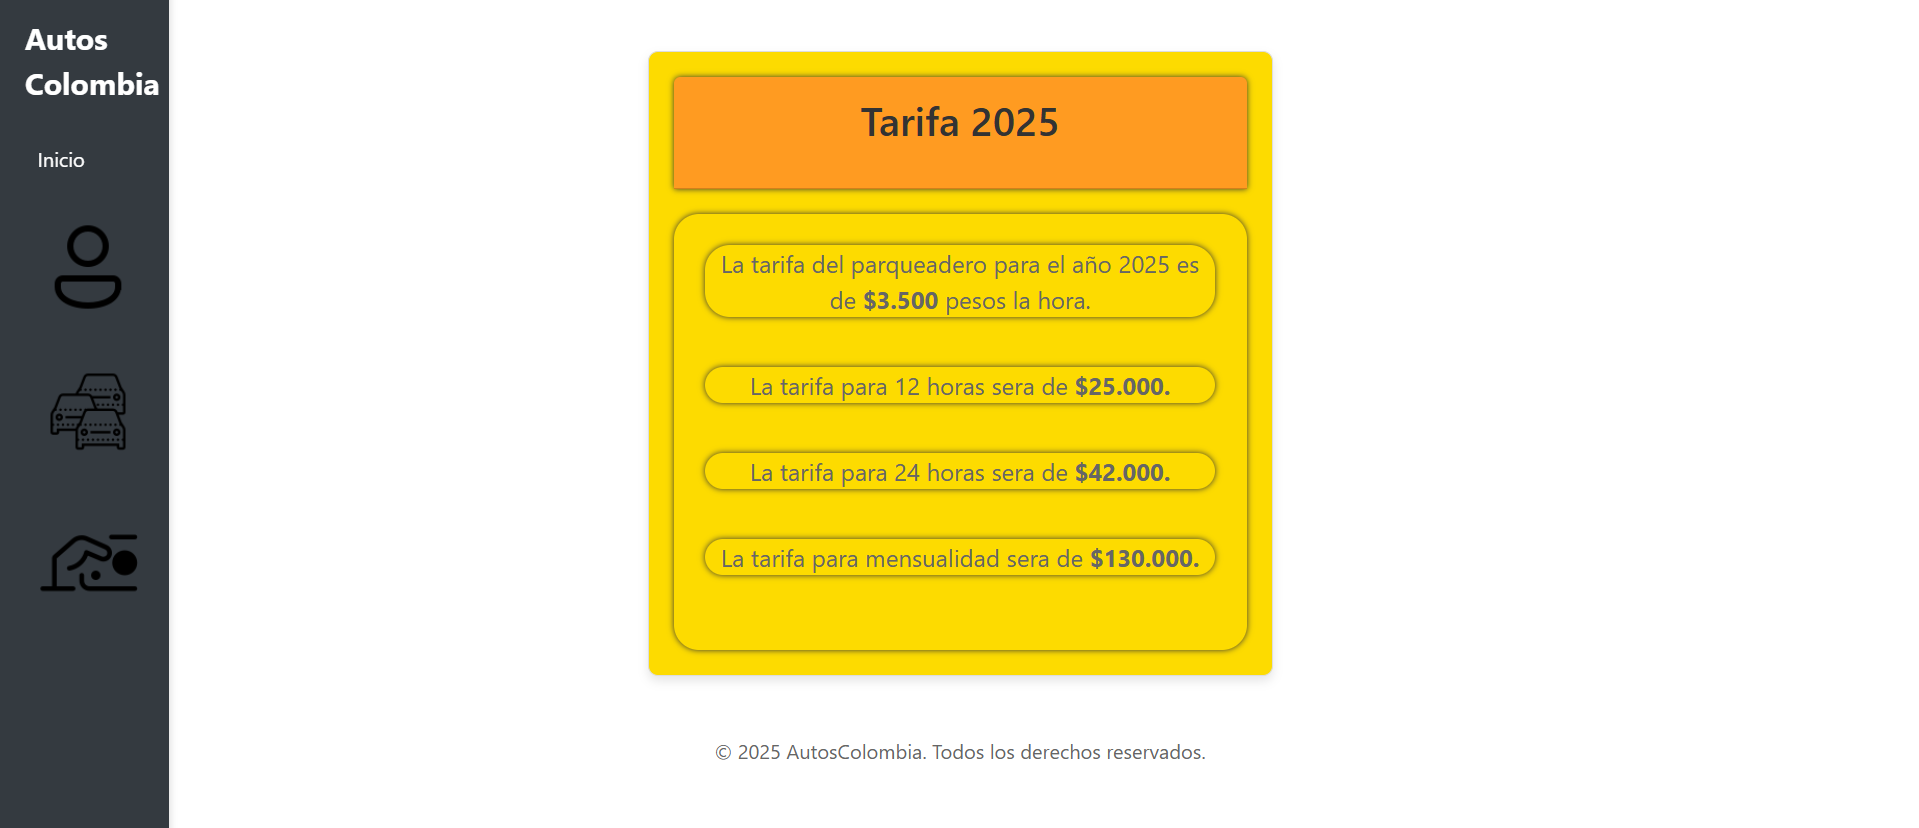 Autos
Colombia
Inicio
Tarifa 2025
La tarifa del parqueadero para el año 2025 es
de $3.500 pesos la hora.
La tarifa para 12 horas sera de $25.000.
La tarifa para 24 horas sera de $42.000.
La tarifa para mensualidad sera de $130.000.
© 2025 AutosColombia. Todos los derechos reservados.